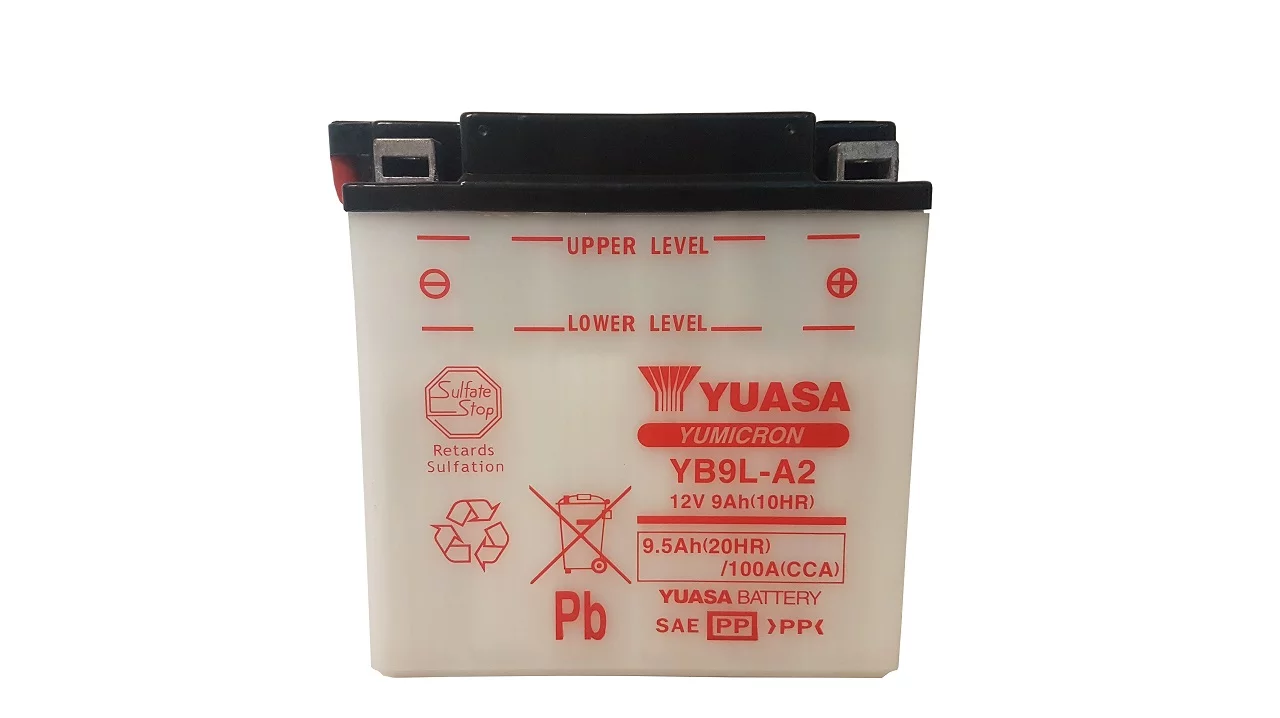 UPPER LEVEL
LOWER LEVEL
Sulfate
Stop
Retards
Sulfation
YUASA
YUMICRON
YB9L-A2
12V 9Ah(10HR)
9.5Ah(20HR)
/100A(CCA)
YUASA BATTERY
SAE PP >PP<
Pb